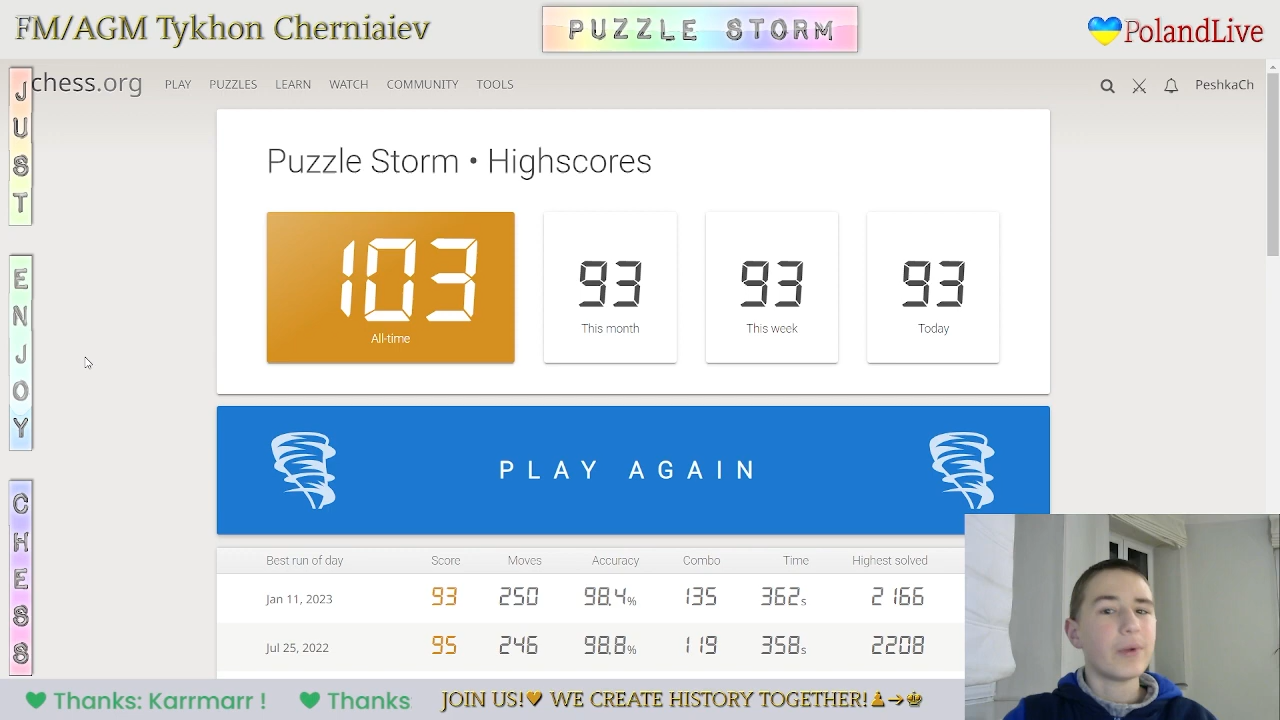 FM/AGM Tykhon Cherniaiev
PUZZLE STORM
PolandLive
JUST
ENJOY
CHESS
chess.org PLAY PUZZLES LEARN WATCH COMMUNITY TOOLS PeshkaCh
Puzzle Storm • Highscores
103
All-time
93
This month
93
This week
93
Today
PLAY AGAIN
Best run of day Score Moves Accuracy Combo Time Highest solved
Jan 11, 2023 93 250 98.4% 135 362s 2166
Jul 25, 2022 95 246 98.8% 119 358s 2208
Thanks: Karrmarr ! Thanks
JOIN US! WE CREATE HISTORY TOGETHER!